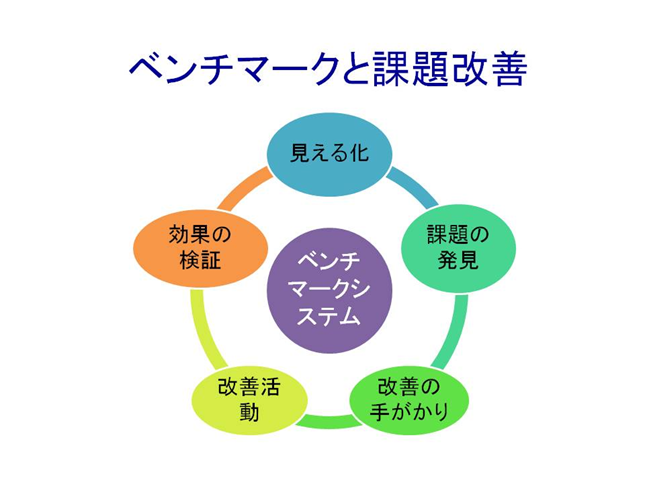 ベンチマークと課題改善
見える化
効果の
検証
課題の
発見
ベンチ
マークシ
ステム
改善活
動
改善の
手がかり